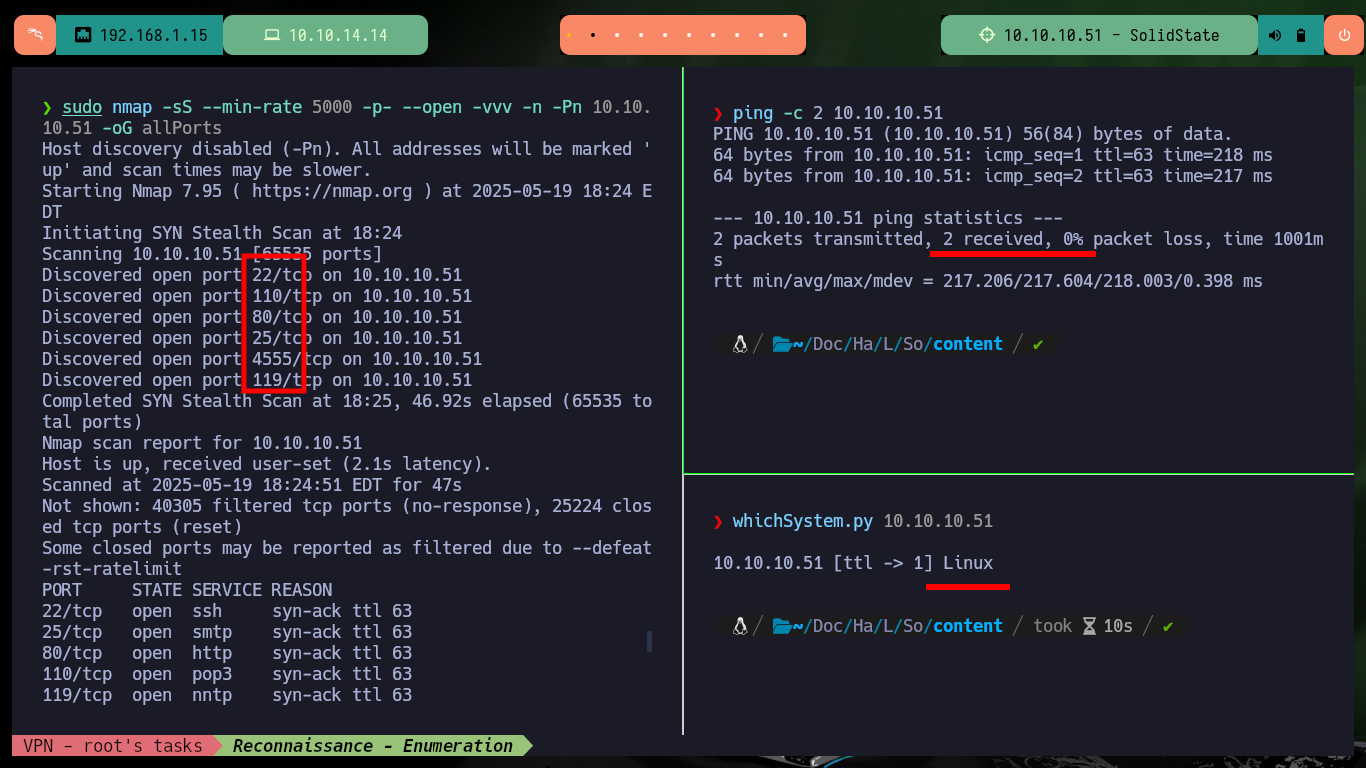 192.168.1.15
10.10.14.14
10.10.10.51 - SolidState
❯ sudo nmap -sS --min-rate 5000 -p- --open -vvv -n -Pn 10.10.
10.51 -oG allPorts
Host discovery disabled (-Pn). All addresses will be marked '
up' and scan times may be slower.
Starting Nmap 7.95 ( https://nmap.org ) at 2025-05-19 18:24 E
DT
Initiating SYN Stealth Scan at 18:24
Scanning 10.10.10.51 [65535 ports]
Discovered open port 22/tcp on 10.10.10.51
Discovered open port 110/tcp on 10.10.10.51
Discovered open port 80/tcp on 10.10.10.51
Discovered open port 25/tcp on 10.10.10.51
Discovered open port 4555/tcp on 10.10.10.51
Discovered open port 119/tcp on 10.10.10.51
Completed SYN Stealth Scan at 18:25, 46.92s elapsed (65535 to
tal ports)
Nmap scan report for 10.10.10.51
Host is up, received user-set (2.1s latency).
Scanned at 2025-05-19 18:24:51 EDT for 47s
Not shown: 40305 filtered tcp ports (no-response), 25224 clos
ed tcp ports (reset)
Some closed ports may be reported as filtered due to --defeat
-rst-ratelimit
PORT     STATE SERVICE REASON
22/tcp   open  ssh     syn-ack ttl 63
25/tcp   open  smtp    syn-ack ttl 63
80/tcp   open  http    syn-ack ttl 63
110/tcp  open  pop3    syn-ack ttl 63
119/tcp  open  nntp    syn-ack ttl 63
❯ ping -c 2 10.10.10.51
PING 10.10.10.51 (10.10.10.51) 56(84) bytes of data.
64 bytes from 10.10.10.51: icmp_seq=1 ttl=63 time=218 ms
64 bytes from 10.10.10.51: icmp_seq=2 ttl=63 time=217 ms
--- 10.10.10.51 ping statistics ---
2 packets transmitted, 2 received, 0% packet loss, time 1001m
s
rtt min/avg/max/mdev = 217.206/217.604/218.003/0.398 ms
/ ~/Doc/Ha/L/So/content / ✔
❯ whichSystem.py 10.10.10.51
10.10.10.51 [ttl -> 1] Linux
/ ~/Doc/Ha/L/So/content / took 10s / ✔
VPN - root's tasks
Reconnaissance - Enumeration